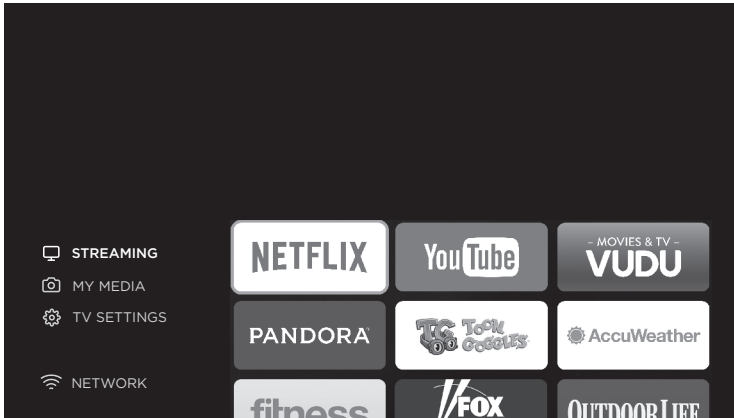 STREAMING
MY MEDIA
TV SETTINGS
NETWORK
NETFLIX
YouTube
– MOVIES & TV –
VUDU
PANDORA
TG TOON
GOGGLES
AccuWeather
fitness
FOX
OUTDOOR LIFE